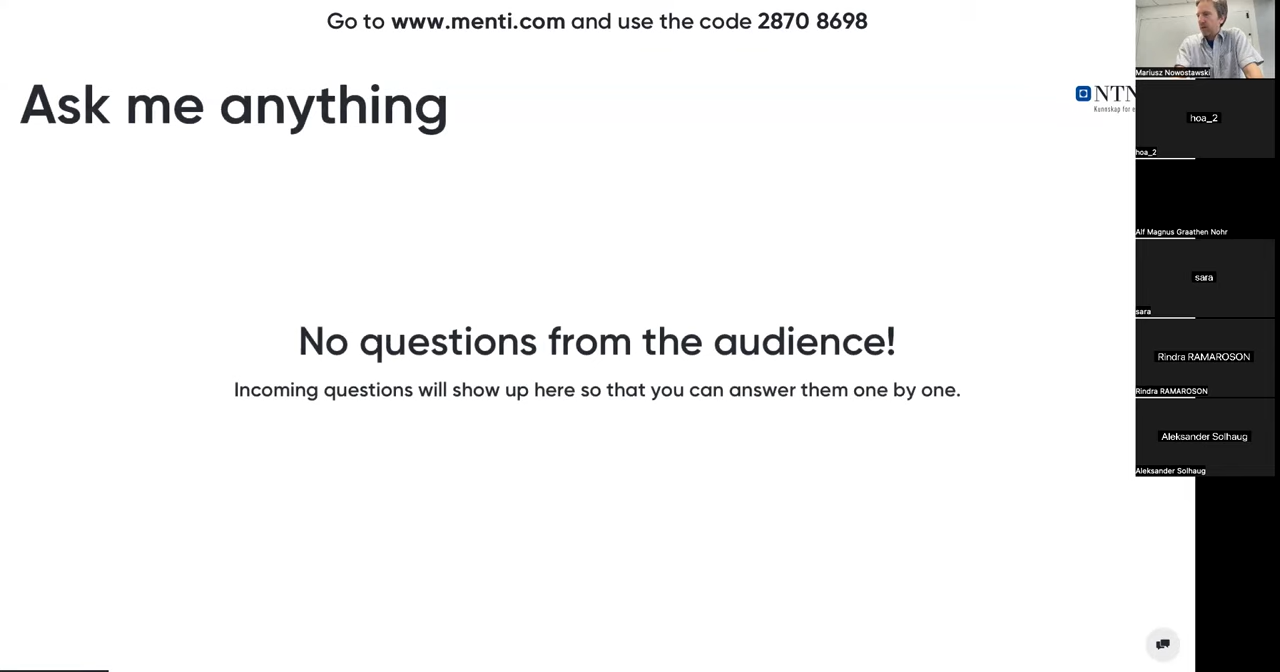 Go to www.menti.com and use the code 2870 8698
Ask me anything
NTN
Kunnskap for e
No questions from the audience!
Incoming questions will show up here so that you can answer them one by one.
Mariusz Nowostawski
hoa_2
hoa_2
Alf Magnus Graathen Nohr
sara
sara
Rindra RAMAROSON
Rindra RAMAROSON
Aleksander Solhaug
Aleksander Solhaug